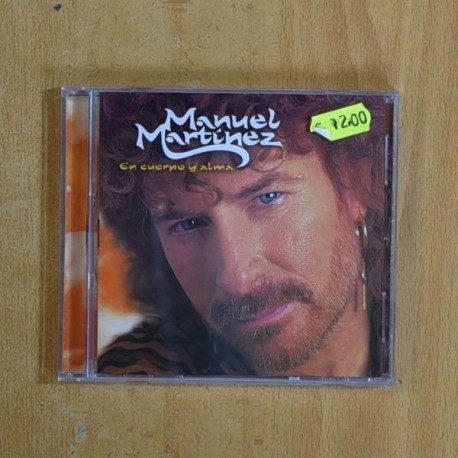 Manuel
Martínez
En cuerpo y alma
12.00